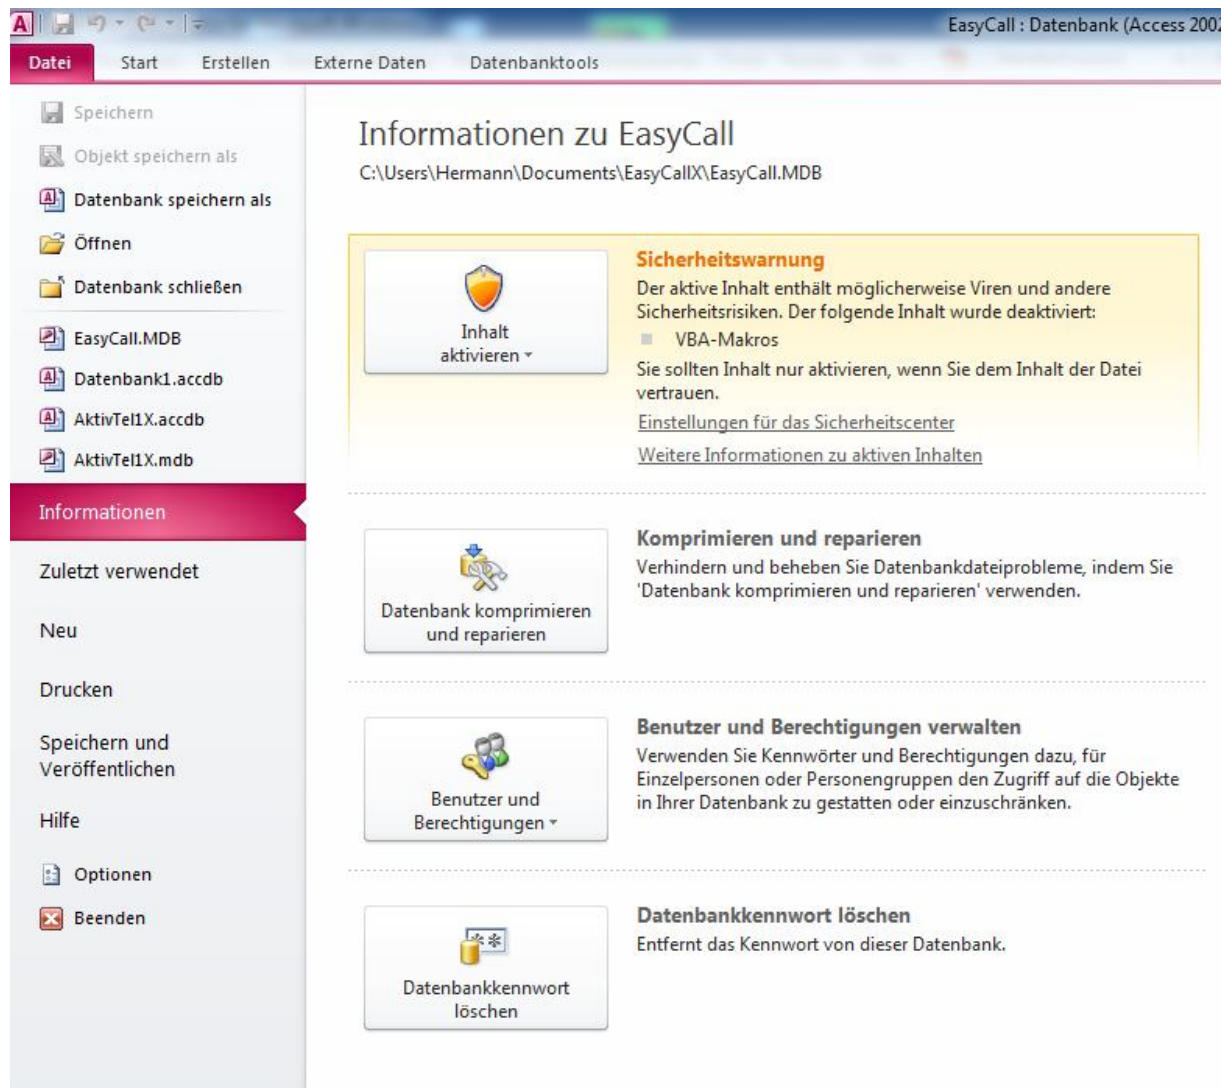 EasyCall : Datenbank (Access 2002
Datei Start Erstellen Externe Daten Datenbanktools
Speichern
Objekt speichern als
Datenbank speichern als
Öffnen
Datenbank schließen
EasyCall.MDB
Datenbank1.accdb
AktivTel1X.accdb
AktivTel1X.mdb
Informationen
Zuletzt verwendet
Neu
Drucken
Speichern und
Veröffentlichen
Hilfe
Optionen
Beenden
Informationen zu EasyCall
C:\Users\Hermann\Documents\EasyCallX\EasyCall.MDB
Inhalt
aktivieren
Sicherheitswarnung
Der aktive Inhalt enthält möglicherweise Viren und andere
Sicherheitsrisiken. Der folgende Inhalt wurde deaktiviert:
VBA-Makros
Sie sollten Inhalt nur aktivieren, wenn Sie dem Inhalt der Datei
vertrauen.
Einstellungen für das Sicherheitscenter
Weitere Informationen zu aktiven Inhalten
Datenbank komprimieren
und reparieren
Komprimieren und reparieren
Verhindern und beheben Sie Datenbankdateiprobleme, indem Sie
'Datenbank komprimieren und reparieren' verwenden.
Benutzer und
Berechtigungen
Benutzer und Berechtigungen verwalten
Verwenden Sie Kennwörter und Berechtigungen dazu, für
Einzelpersonen oder Personengruppen den Zugriff auf die Objekte
in Ihrer Datenbank zu gestatten oder einzuschränken.
Datenbankkennwort
löschen
Datenbankkennwort löschen
Entfernt das Kennwort von dieser Datenbank.